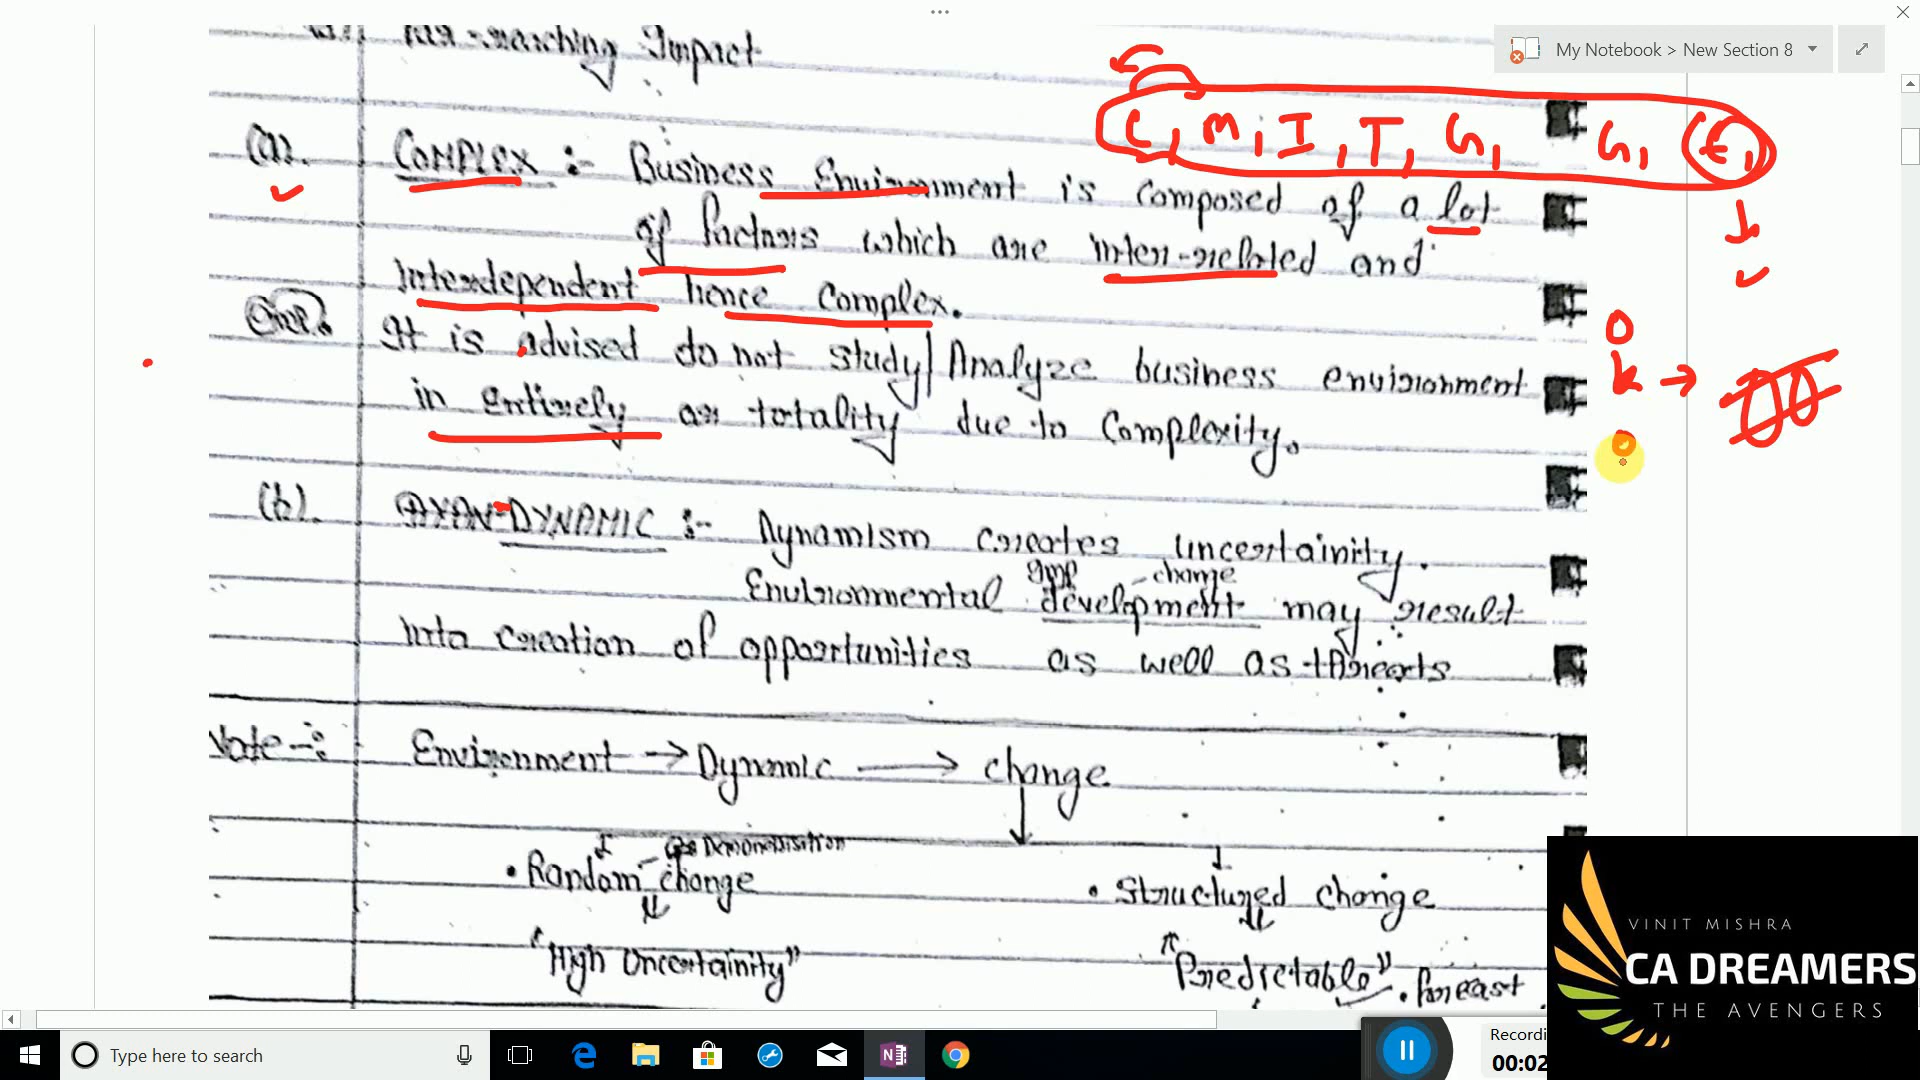 My Notebook > New Section 8
Far-reaching Impact
C, M, I, T, G, G, E,
(a). COMPLEX :- Business Environment is composed of a lot
of factors which are inter-related and
Interdependent hence complex.
It is advised do not study/Analyze business environment
in entirely or totality due to Complexity.
O
k →
(b). DYNAMIC :- Dynamism creates uncertainity.
Imp - change
Environmental development may result
into creation of opportunities as well as threats
Note -: Environment → Dynamic → change
• Random change
• Structured change
"High Uncertainity"
"Predictable" . Forecast
VINIT MISHRA
CA DREAMERS
THE AVENGERS
Type here to search
Recordi
00:02